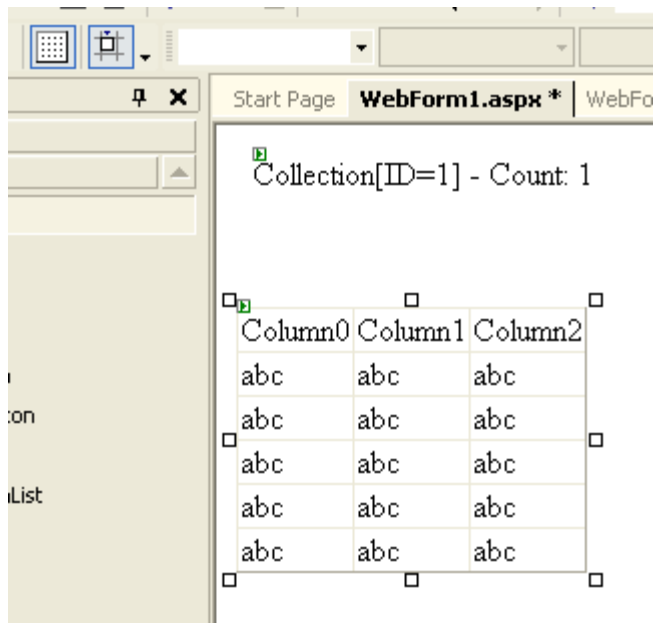 Start Page WebForm1.aspx * WebFo
Collection[ID=1] - Count: 1
Column0 Column1 Column2
abc abc abc
abc abc abc
ton
abc abc abc
List
abc abc abc
abc abc abc